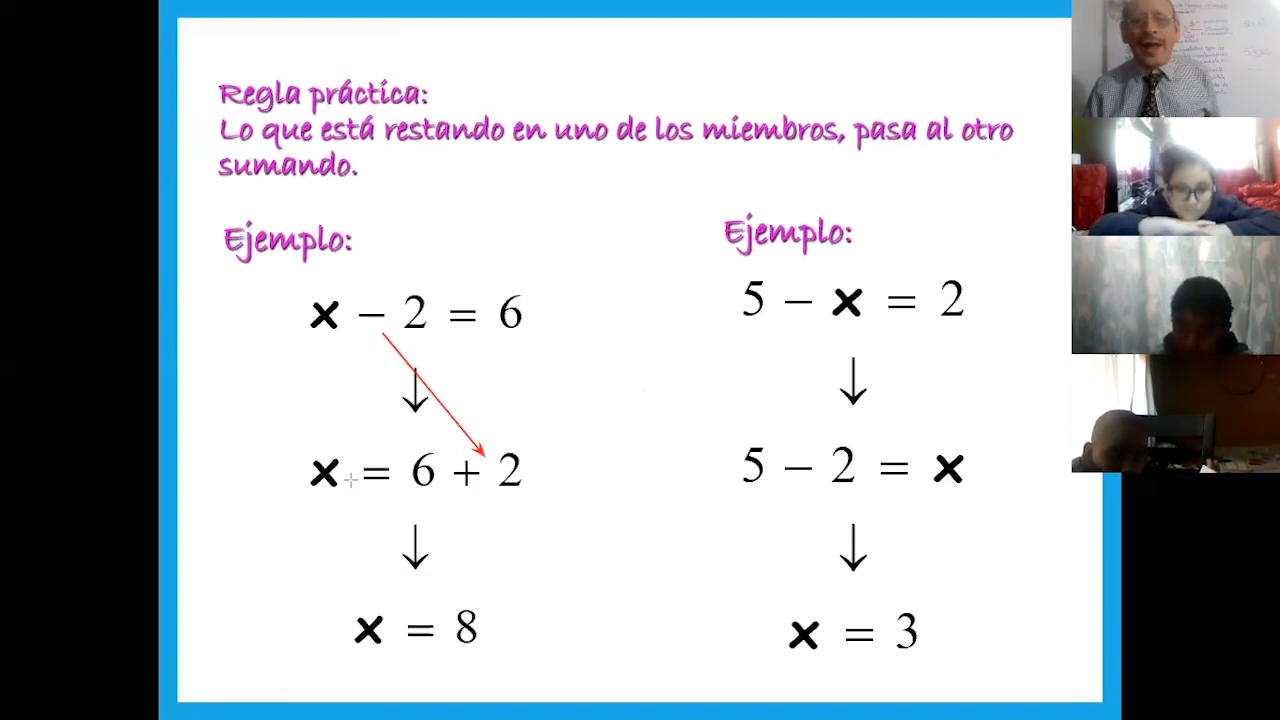 Regla práctica:
Lo que está restando en uno de los miembros, pasa al otro
sumando.
Ejemplo:
x − 2 = 6
↓
x = 6 + 2
↓
x = 8
Ejemplo:
5 − x = 2
↓
5 − 2 = x
↓
x = 3